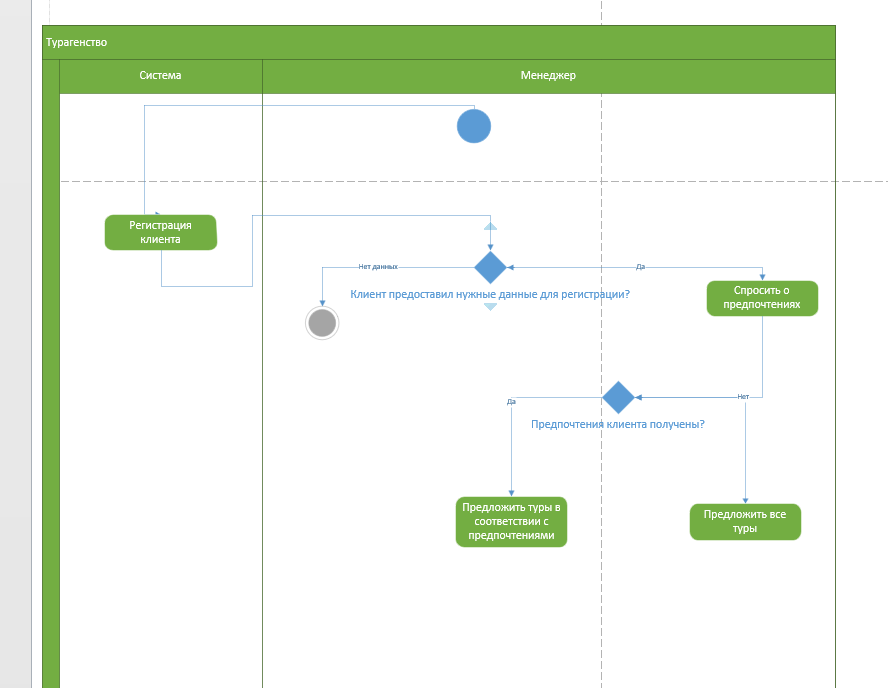 Турагенство
Система
Менеджер
Регистрация
клиента
Нет данных
Да
Клиент предоставил нужные данные для регистрации?
Спросить о
предпочтениях
Да
Нет
Предпочтения клиента получены?
Предложить туры в
соответствии с
предпочтениями
Предложить все
туры